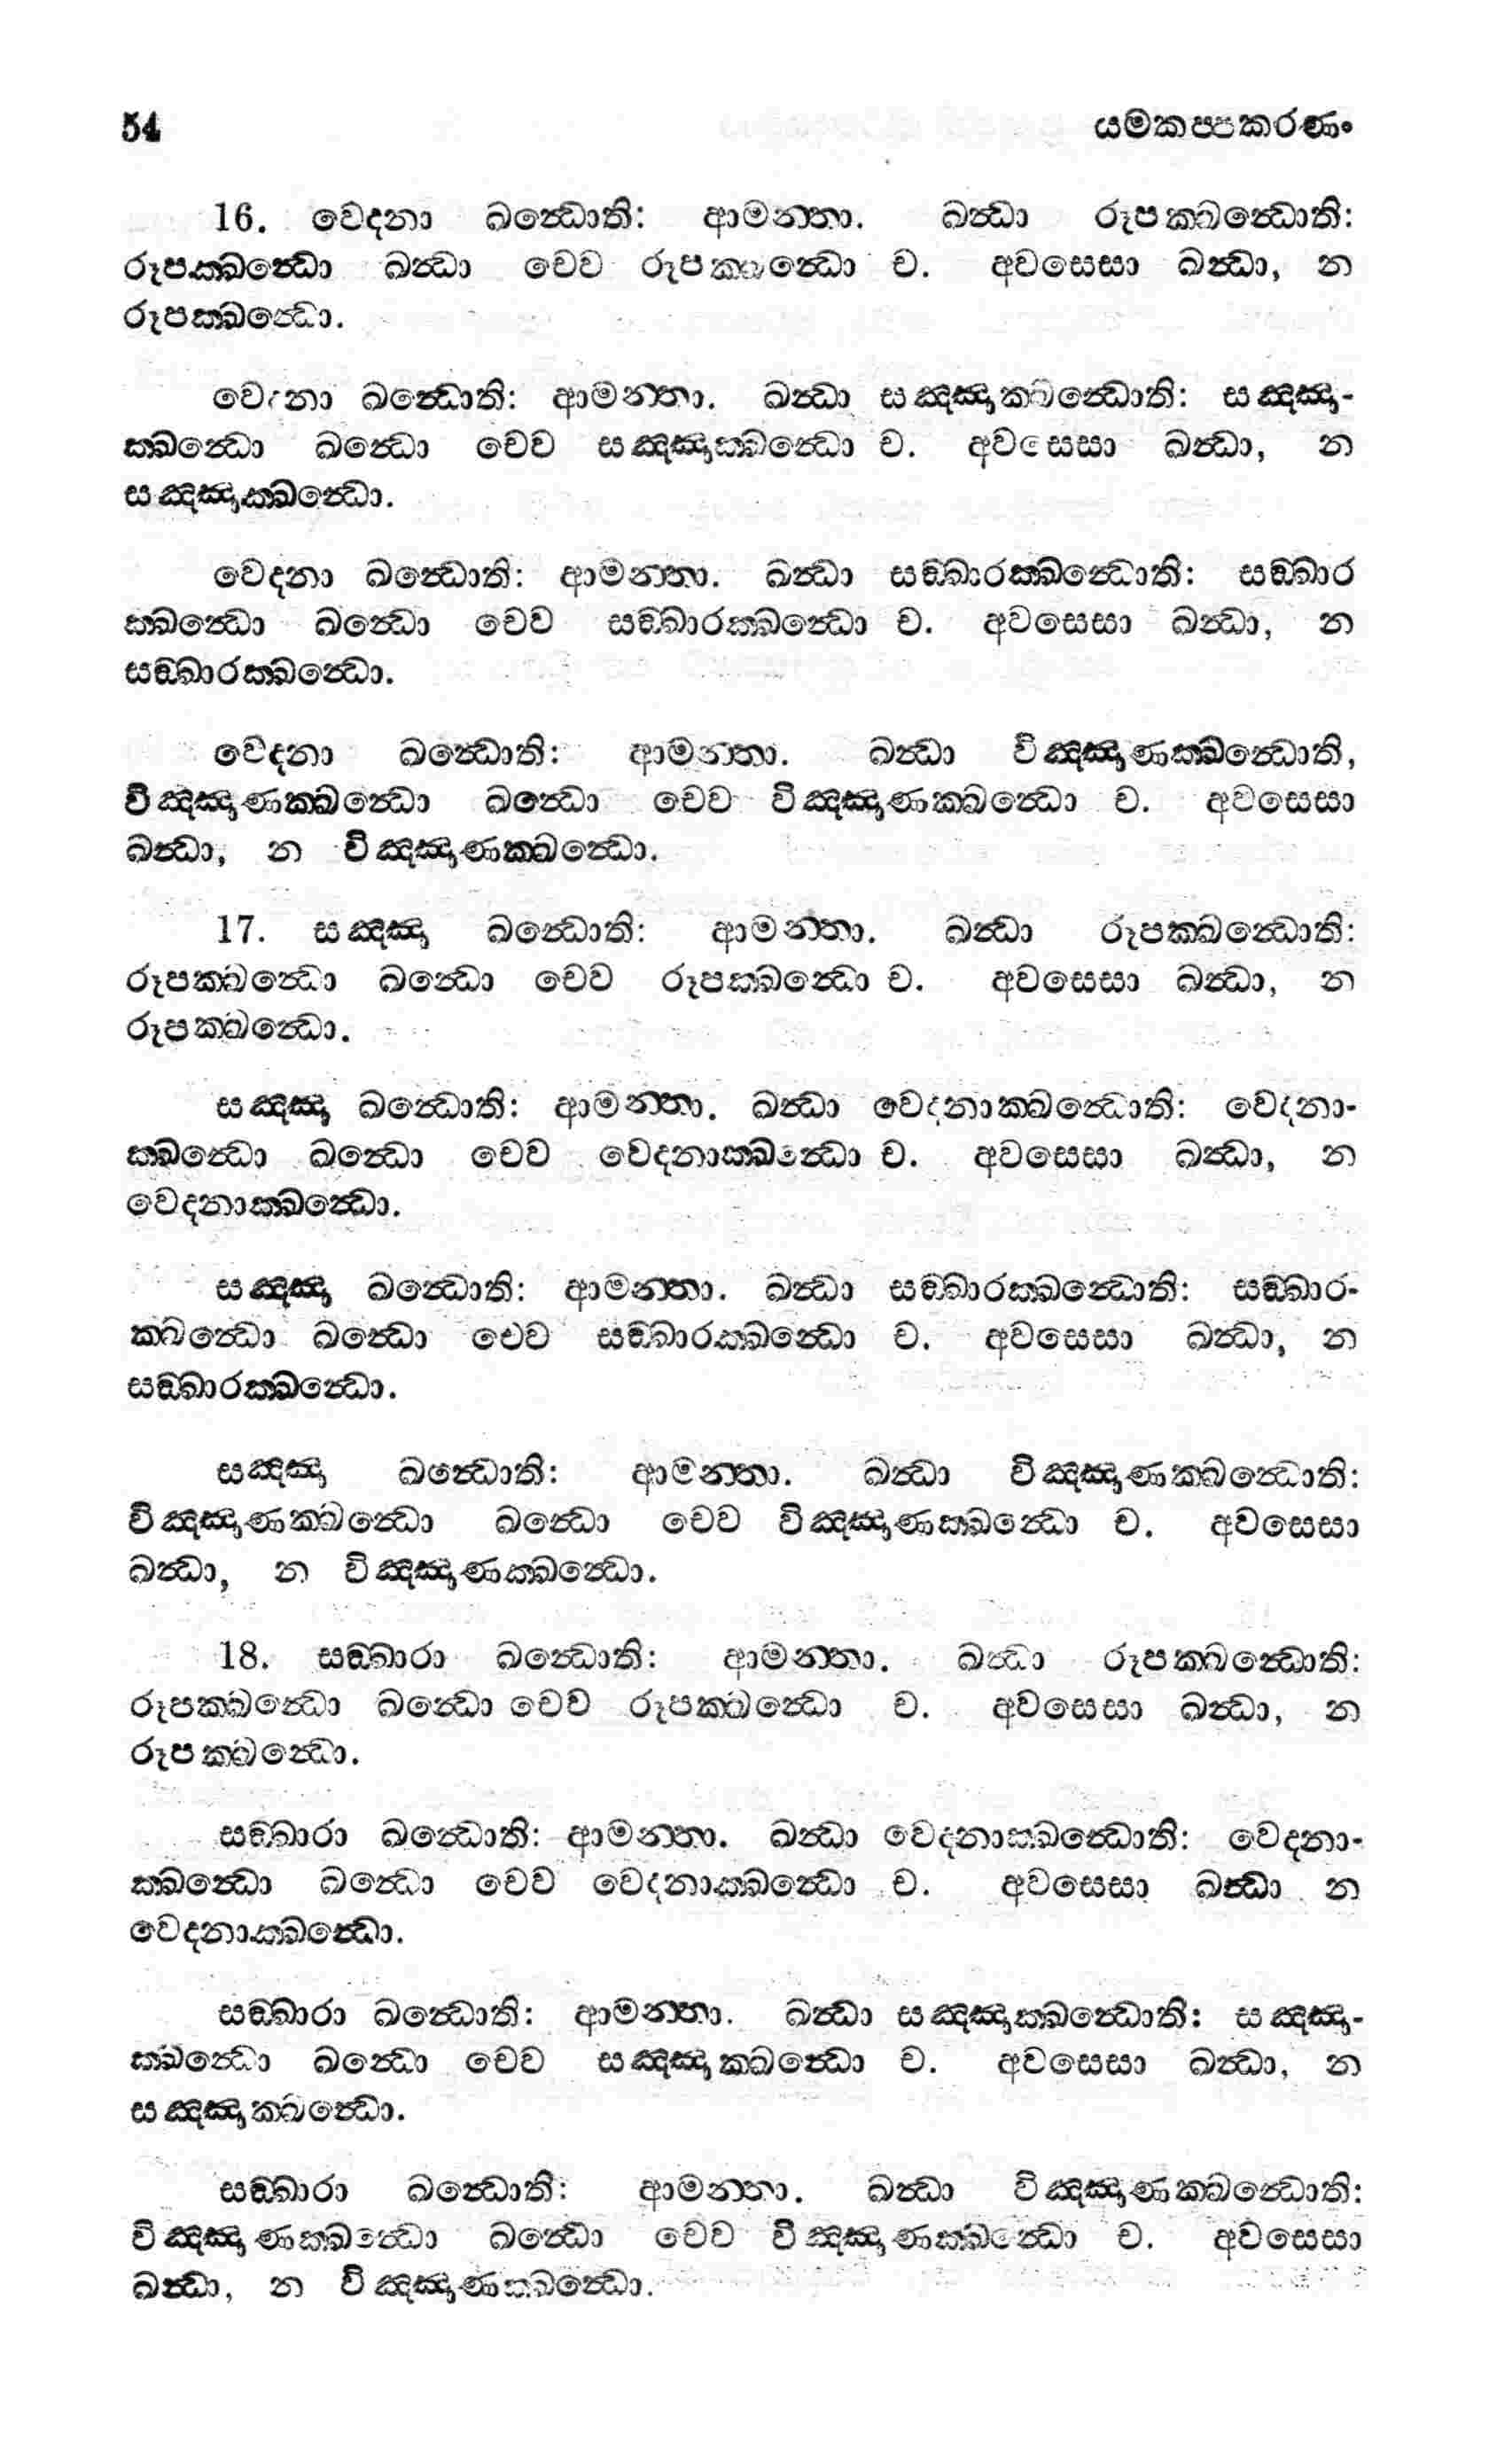 54 යමකප්පකරණං
16. වෙදනා ඛන්ධොති: ආමන්තා. ඛන්ධා රූපක්ඛන්ධොති:
රූපක්ඛන්ධො ඛන්ධා චෙව රූපක්ඛන්ධො ච. අවසෙසා ඛන්ධා, න
රූපක්ඛන්ධො.
වෙදනා ඛන්ධොති: ආමන්තා. ඛන්ධා සඤ්ඤාක්ඛන්ධොති: සඤ්ඤා-
ක්ඛන්ධො ඛන්ධො චෙව සඤ්ඤාක්ඛන්ධො ච. අවසෙසා ඛන්ධා, න
සඤ්ඤාක්ඛන්ධො.
වෙදනා ඛන්ධොති: ආමන්තා. ඛන්ධා සඞ්ඛාරක්ඛන්ධොති: සඞ්ඛාර
ක්ඛන්ධො ඛන්ධො චෙව සඞ්ඛාරක්ඛන්ධො ච. අවසෙසා ඛන්ධා, න
සඞ්ඛාරක්ඛන්ධො.
වෙදනා ඛන්ධොති: ආමන්තා. ඛන්ධා විඤ්ඤාණක්ඛන්ධොති,
විඤ්ඤාණක්ඛන්ධො ඛන්ධො චෙව විඤ්ඤාණක්ඛන්ධො ච. අවසෙසා
ඛන්ධා, න විඤ්ඤාණක්ඛන්ධො.
17. සඤ්ඤා ඛන්ධොති: ආමන්තා. ඛන්ධා රූපක්ඛන්ධොති:
රූපක්ඛන්ධො ඛන්ධො චෙව රූපක්ඛන්ධො ච. අවසෙසා ඛන්ධා, න
රූපක්ඛන්ධො.
සඤ්ඤා ඛන්ධොති: ආමන්තා. ඛන්ධා වෙදනාක්ඛන්ධොති: වෙදනා-
ක්ඛන්ධො ඛන්ධො චෙව වෙදනාක්ඛන්ධො ච. අවසෙසා ඛන්ධා, න
වෙදනාක්ඛන්ධො.
සඤ්ඤා ඛන්ධොති: ආමන්තා. ඛන්ධා සඞ්ඛාරක්ඛන්ධොති: සඞ්ඛාර-
ක්ඛන්ධො ඛන්ධො චෙව සඞ්ඛාරක්ඛන්ධො ච. අවසෙසා ඛන්ධා, න
සඞ්ඛාරක්ඛන්ධො.
සඤ්ඤා ඛන්ධොති: ආමන්තා. ඛන්ධා විඤ්ඤාණක්ඛන්ධොති:
විඤ්ඤාණක්ඛන්ධො ඛන්ධො චෙව විඤ්ඤාණක්ඛන්ධො ච. අවසෙසා
ඛන්ධා, න විඤ්ඤාණක්ඛන්ධො.
18. සඞ්ඛාරා ඛන්ධොති: ආමන්තා. ඛන්ධා රූපක්ඛන්ධොති:
රූපක්ඛන්ධො ඛන්ධො චෙව රූපක්ඛන්ධො ච. අවසෙසා ඛන්ධා, න
රූපක්ඛන්ධො.
සඞ්ඛාරා ඛන්ධොති: ආමන්තා. ඛන්ධා වෙදනාක්ඛන්ධොති: වෙදනා-
ක්ඛන්ධො ඛන්ධො චෙව වෙදනාක්ඛන්ධො ච. අවසෙසා ඛන්ධා න
වෙදනාක්ඛන්ධො.
සඞ්ඛාරා ඛන්ධොති: ආමන්තා. ඛන්ධා සඤ්ඤාක්ඛන්ධොති: සඤ්ඤා-
ක්ඛන්ධො ඛන්ධො චෙව සඤ්ඤාක්ඛන්ධො ච. අවසෙසා ඛන්ධා, න
සඤ්ඤාක්ඛන්ධො.
සඞ්ඛාරා ඛන්ධොති: ආමන්තා. ඛන්ධා විඤ්ඤාණක්ඛන්ධොති:
විඤ්ඤාණක්ඛන්ධො ඛන්ධො චෙව විඤ්ඤාණක්ඛන්ධො ච. අවසෙසා
ඛන්ධා, න විඤ්ඤාණක්ඛන්ධො.